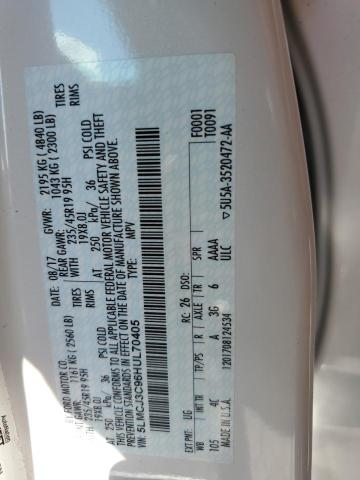 FORD MOTOR CO.
08/17 GVWR: 2195 KG ( 4840 LB)
1161 KG (2560 LB) REAR GAWR: 1043 KG (2300 LB)
235/45R19 95H TIRES 235/45R19 95H TIRES
19X8.0J RIMS 19X8.0J RIMS
AT 250 kPa/ 36 PSI COLD AT 250 kPa/ 36 PSI COLD
THIS VEHICLE CONFORMS TO ALL APPLICABLE FEDERAL MOTOR VEHICLE SAFETY AND THEFT
PREVENTION STANDARDS IN EFFECT ON THE DATE OF MANUFACTURE SHOWN ABOVE.
VIN: 5LMCJ3C96HUL70405 F0001
TYPE: MPV T0091
EXT PNT: UG RC: 26 DSO:
WB INT TR TP/PS R AXLE TR SPR
105 4C A 3G 6 AAAA
ULC
MADE IN U.S.A. 1201708124534
▽5U5A-3520472-AA